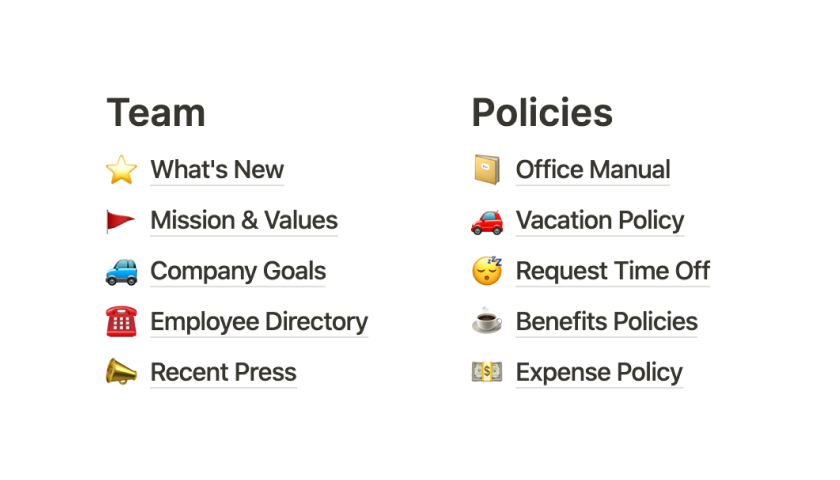 Team
What's New
Mission & Values
Company Goals
Employee Directory
Recent Press
Policies
Office Manual
Vacation Policy
Request Time Off
Benefits Policies
Expense Policy